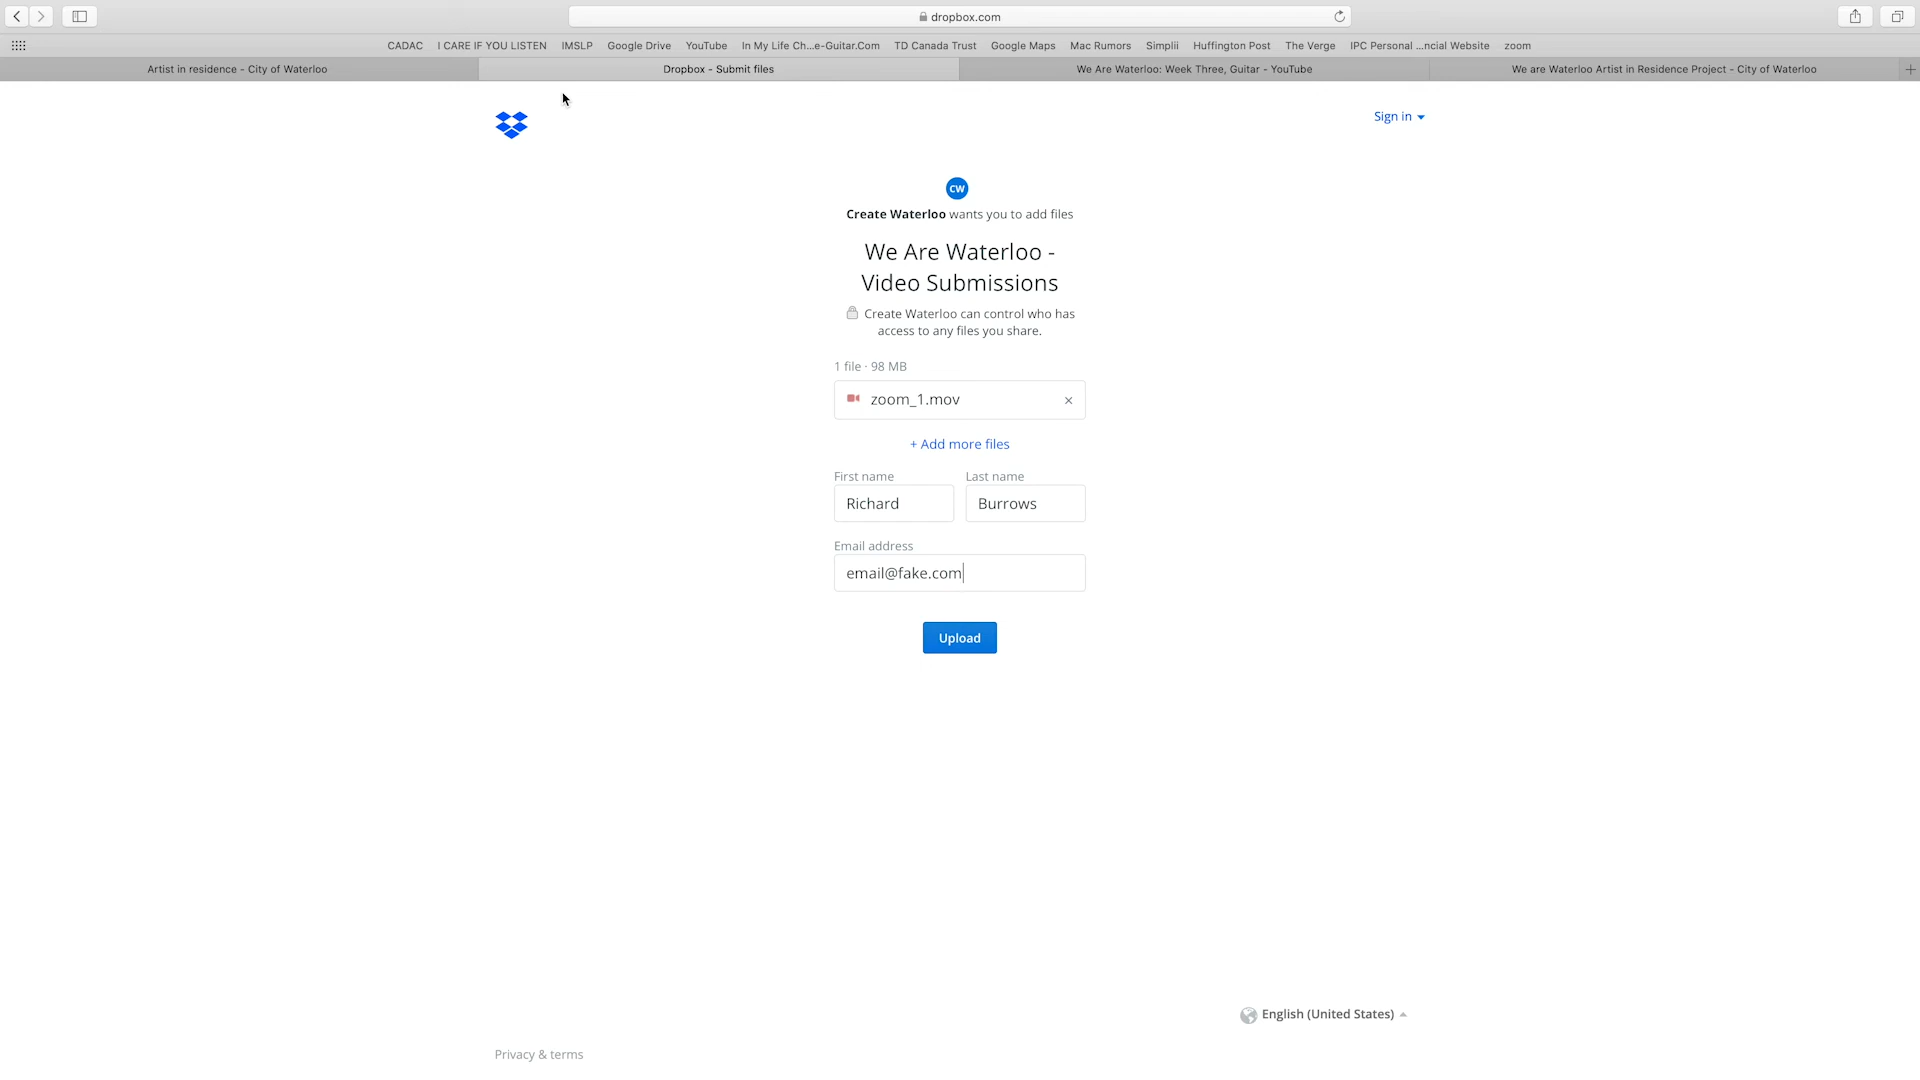 dropbox.com
CADAC I CARE IF YOU LISTEN IMSLP Google Drive YouTube In My Life Ch...e-Guitar.Com TD Canada Trust Google Maps Mac Rumors Simplii Huffington Post The Verge IPC Personal ...ncial Website zoom
Artist in residence - City of Waterloo Dropbox - Submit files We Are Waterloo: Week Three, Guitar - YouTube We are Waterloo Artist in Residence Project - City of Waterloo
Sign in
CW
Create Waterloo wants you to add files
We Are Waterloo -
Video Submissions
Create Waterloo can control who has
access to any files you share.
1 file · 98 MB
zoom_1.mov
+ Add more files
First name Last name
Richard Burrows
Email address
email@fake.com
Upload
English (United States)
Privacy & terms